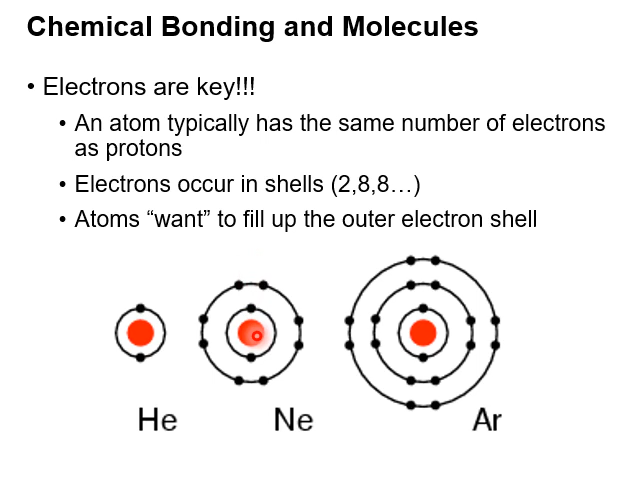 Chemical Bonding and Molecules
• Electrons are key!!!
• An atom typically has the same number of electrons
as protons
• Electrons occur in shells (2,8,8…)
• Atoms “want” to fill up the outer electron shell
He Ne Ar